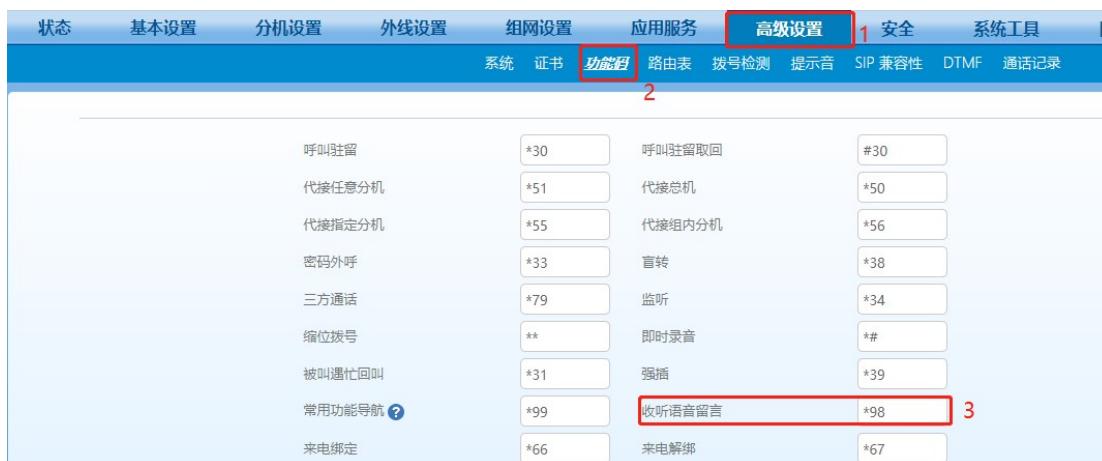 状态 基本设置 分机设置 外线设置 组网设置 应用服务 高级设置 1 安全 系统工具
系统 证书 功能码 路由表 拨号检测 提示音 SIP 兼容性 DTMF 通话记录
2
呼叫驻留 *30 呼叫驻留取回 #30
代接任意分机 *51 代接总机 *50
代接指定分机 *55 代接组内分机 *56
密码外呼 *33 盲转 *38
三方通话 *79 监听 *34
缩位拨号 ** 即时录音 *#
被叫遇忙回叫 *31 强插 *39
常用功能导航 ? *99 收听语音留言 *98 3
来电绑定 *66 来电解绑 *67